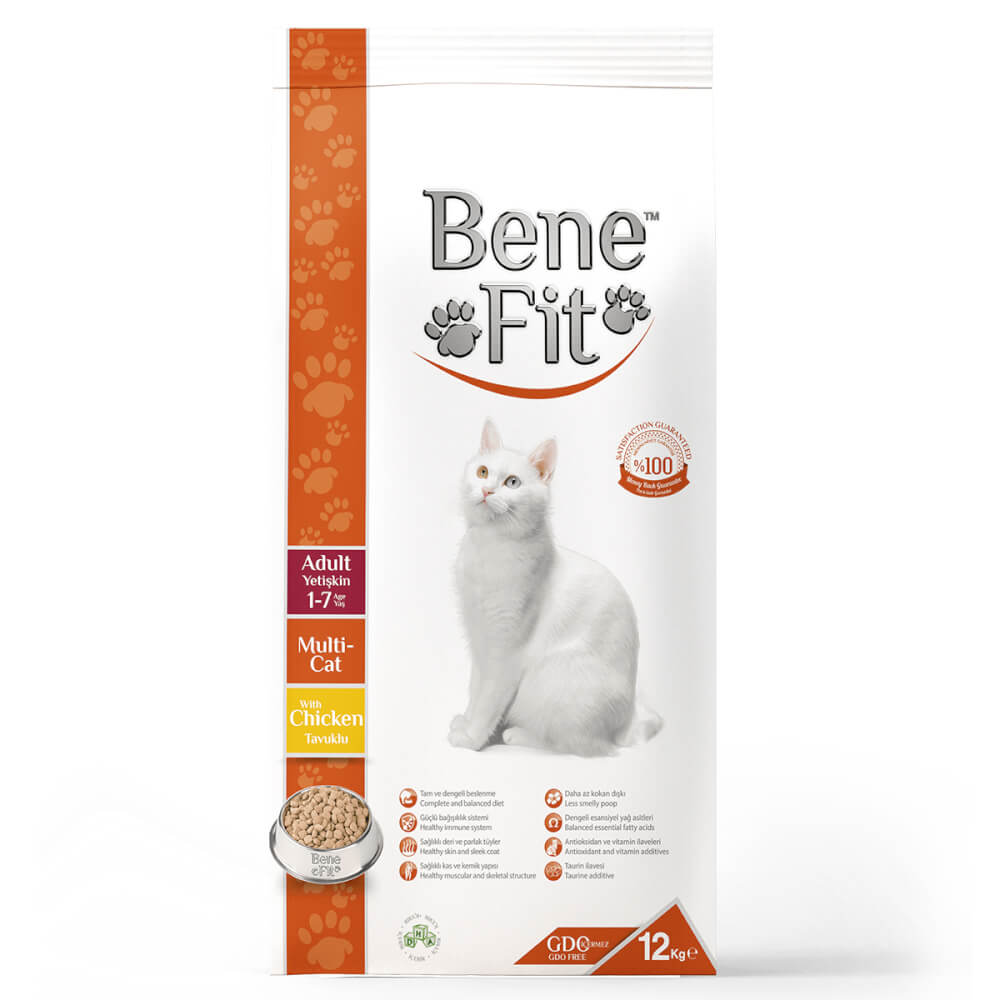 Bene™
Fit
SATISFACTION GUARANTEED
%100
Money Back Guarantee
Adult
Yetişkin
1-7 Age
Yaş
Multi-
Cat
With
Chicken
Tavuklu
Tam ve dengeli beslenme
Complete and balanced diet
Güçlü bağışıklık sistemi
Healthy immune system
Sağlıklı deri ve parlak tüyler
Healthy skin and sleek coat
Sağlıklı kas ve kemik yapısı
Healthy muscular and skeletal structure
Daha az kokan dışkı
Less smelly poop
Dengeli esansiyel yağ asitleri
Balanced essential fatty acids
Antioksidan ve vitamin ilaveleri
Antioxidant and vitamin additives
Taurin ilavesi
Taurine additive
Bene
Fit
DHA
GDO İÇERMEZ
GDO FREE
12Kg℮